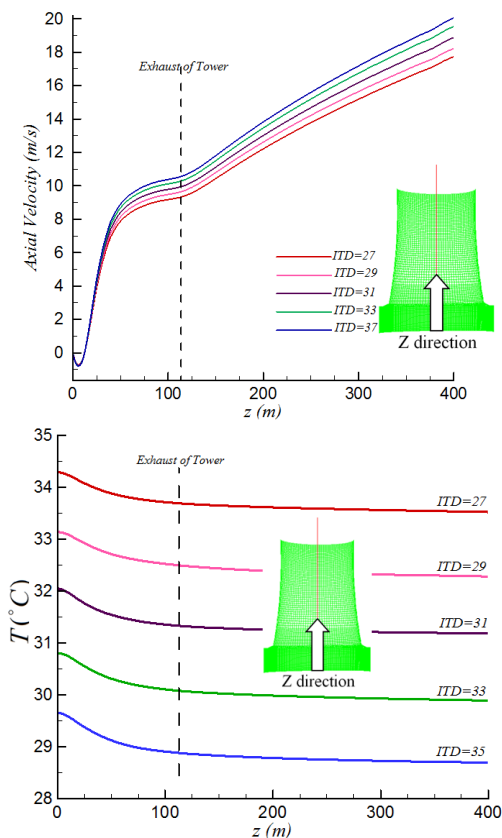 20
18
16
14
12
10
8
6
4
2
0
Axial Velocity (m/s)
Exhaust of Tower
ITD=27
ITD=29
ITD=31
ITD=33
ITD=37
Z direction
0 100 200 300 400
z (m)
35
34
33
32
31
30
29
28
T(°C)
Exhaust of Tower
ITD=27
ITD=29
ITD=31
ITD=33
ITD=35
Z direction
0 100 200 300 400
z (m)